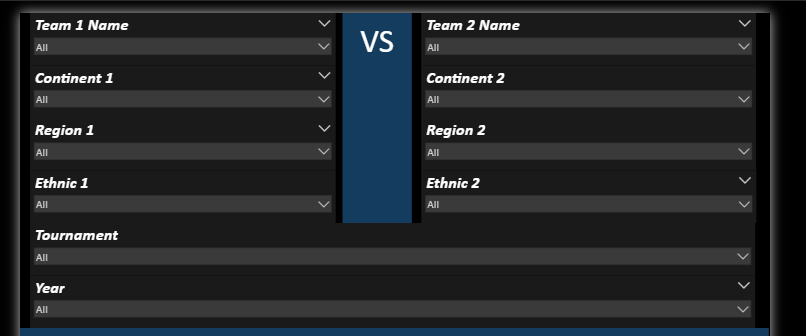 Team 1 Name
All
Continent 1
All
Region 1
All
Ethnic 1
All
VS
Team 2 Name
All
Continent 2
All
Region 2
All
Ethnic 2
All
Tournament
All
Year
All